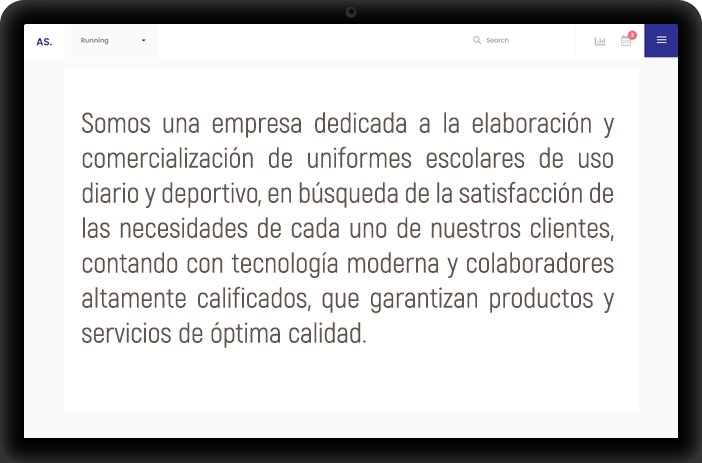 AS.
Running
Search
3
Somos una empresa dedicada a la elaboración y
comercialización de uniformes escolares de uso
diario y deportivo, en búsqueda de la satisfacción de
las necesidades de cada uno de nuestros clientes,
contando con tecnología moderna y colaboradores
altamente calificados, que garantizan productos y
servicios de óptima calidad.